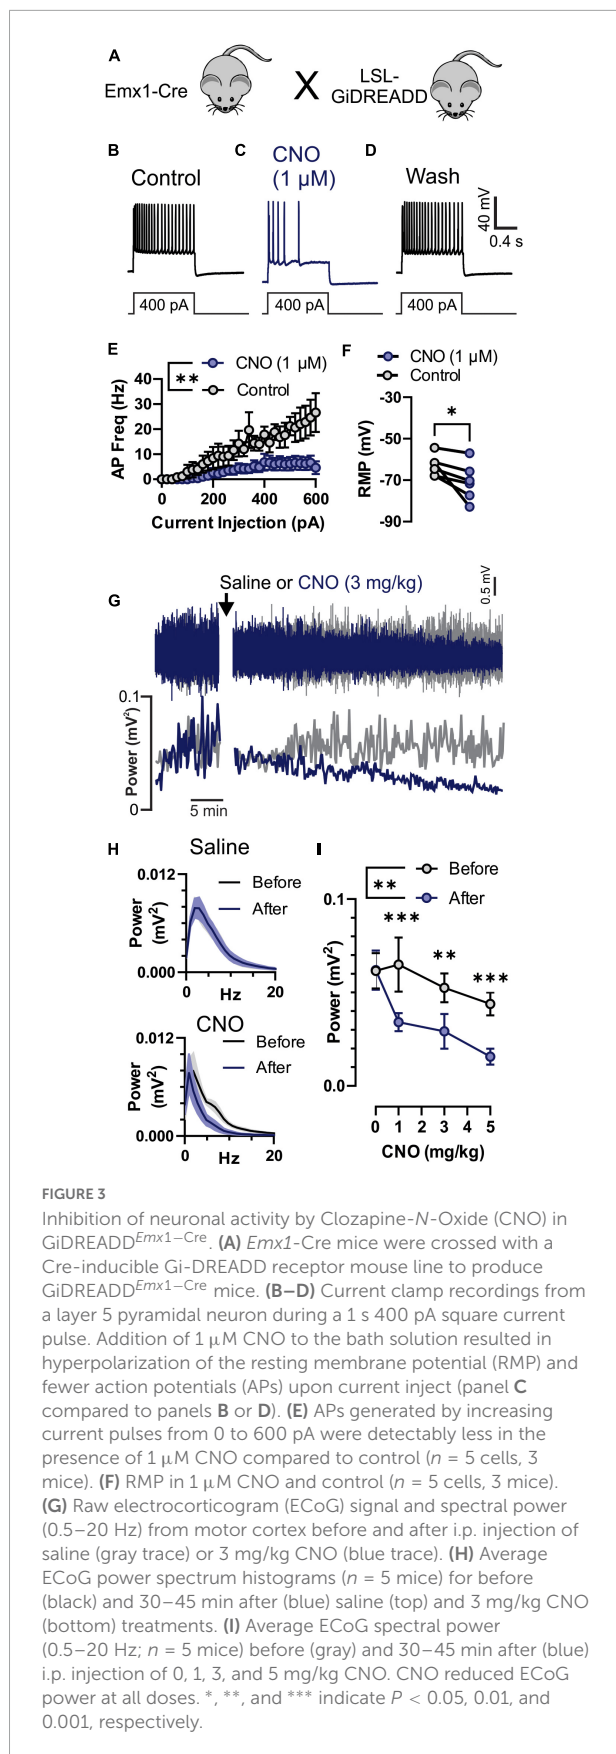 A
Emx1-Cre
X
LSL-
GiDREADD
B
C
D
Control
CNO
(1 µM)
Wash
40 mV
0.4 s
400 pA
400 pA
400 pA
E
CNO (1 µM)
Control
**
AP Freq (Hz)
40
30
20
10
0
0
200
400
600
Current Injection (pA)
F
CNO (1 µM)
Control
*
RMP (mV)
-30
-50
-70
-90
G
Saline or CNO (3 mg/kg)
0.5 mV
Power (mV²)
0.1
0
5 min
H
Saline
Before
After
Power
(mV²)
0.012
0.000
0
Hz
20
CNO
Before
After
Power
(mV²)
0.012
0.000
0
Hz
20
I
Before
After
**
***
**
***
Power (mV²)
0.1
0.0
0
1
2
3
4
5
CNO (mg/kg)
FIGURE 3
Inhibition of neuronal activity by Clozapine-N-Oxide (CNO) in
GiDREADD^Emx1−Cre. (A) Emx1-Cre mice were crossed with a
Cre-inducible Gi-DREADD receptor mouse line to produce
GiDREADD^Emx1−Cre mice. (B–D) Current clamp recordings from
a layer 5 pyramidal neuron during a 1 s 400 pA square current
pulse. Addition of 1 µM CNO to the bath solution resulted in
hyperpolarization of the resting membrane potential (RMP) and
fewer action potentials (APs) upon current inject (panel C
compared to panels B or D). (E) APs generated by increasing
current pulses from 0 to 600 pA were detectably less in the
presence of 1 µM CNO compared to control (n = 5 cells, 3
mice). (F) RMP in 1 µM CNO and control (n = 5 cells, 3 mice).
(G) Raw electrocorticogram (ECoG) signal and spectral power
(0.5–20 Hz) from motor cortex before and after i.p. injection of
saline (gray trace) or 3 mg/kg CNO (blue trace). (H) Average
ECoG power spectrum histograms (n = 5 mice) for before
(black) and 30–45 min after (blue) saline (top) and 3 mg/kg CNO
(bottom) treatments. (I) Average ECoG spectral power
(0.5–20 Hz; n = 5 mice) before (gray) and 30–45 min after (blue)
i.p. injection of 0, 1, 3, and 5 mg/kg CNO. CNO reduced ECoG
power at all doses. *, **, and *** indicate P < 0.05, 0.01, and
0.001, respectively.